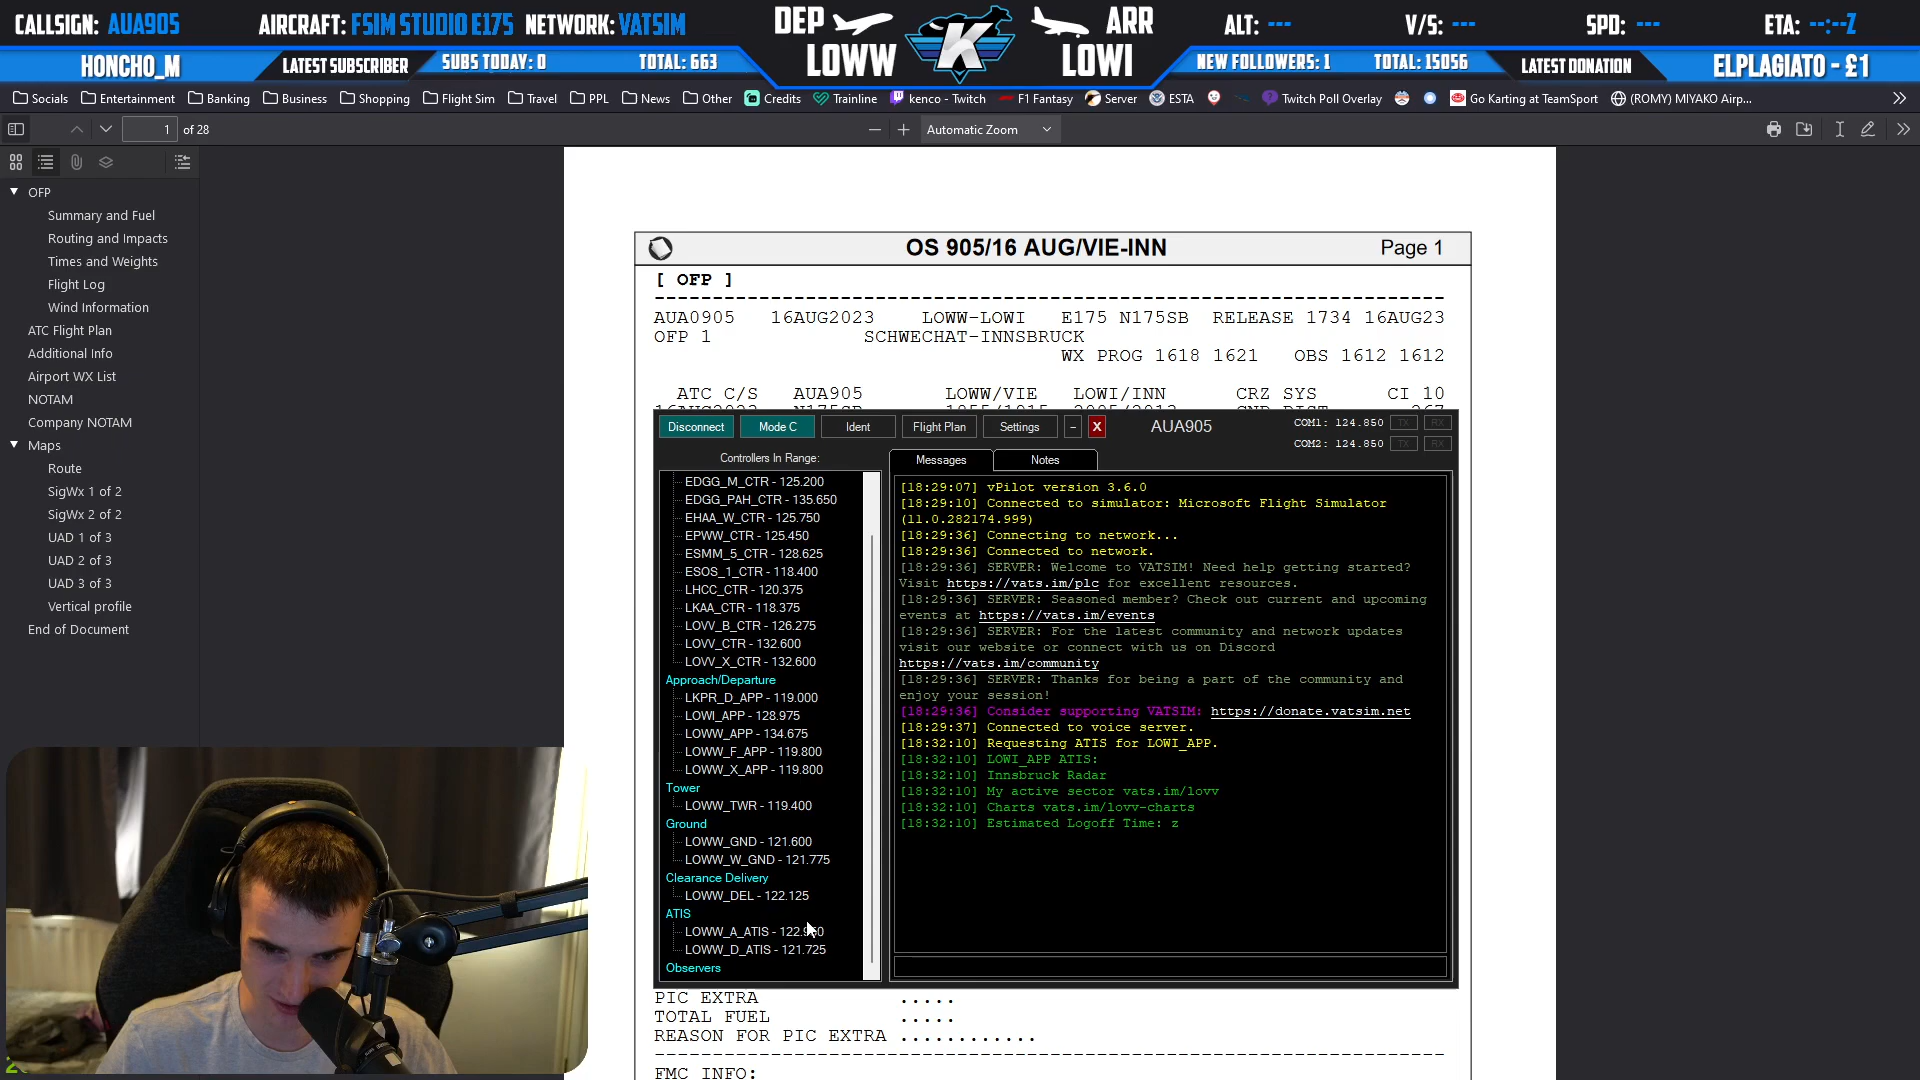 CALLSIGN: AUA905
AIRCRAFT: FSIM STUDIO E175 NETWORK: VATSIM
DEP
LOWW
K
ARR
LOWI
ALT: ---
V/S: ---
SPD: ---
ETA: --:--Z
HONCHO_M
LATEST SUBSCRIBER
SUBS TODAY: 0
TOTAL: 663
NEW FOLLOWERS: 1
TOTAL: 15056
LATEST DONATION
ELPLAGIATO - £1
Socials
Entertainment
Banking
Business
Shopping
Flight Sim
Travel
PPL
News
Other
Credits
Trainline
kenco - Twitch
F1 Fantasy
Server
ESTA
Twitch Poll Overlay
Go Karting at TeamSport
(ROMY) MIYAKO Airp...
1 of 28
Automatic Zoom
OFP
Summary and Fuel
Routing and Impacts
Times and Weights
Flight Log
Wind Information
ATC Flight Plan
Additional Info
Airport WX List
NOTAM
Company NOTAM
Maps
Route
SigWx 1 of 2
SigWx 2 of 2
UAD 1 of 3
UAD 2 of 3
UAD 3 of 3
Vertical profile
End of Document
OS 905/16 AUG/VIE-INN
Page 1
[ OFP ]
AUA0905 16AUG2023 LOWW-LOWI E175 N175SB RELEASE 1734 16AUG23
OFP 1 SCHWECHAT-INNSBRUCK
WX PROG 1618 1621 OBS 1612 1612
ATC C/S AUA905 LOWW/VIE LOWI/INN CRZ SYS CI 10
Disconnect
Mode C
Ident
Flight Plan
Settings
X
AUA905
COM1: 124.850 TX RX
COM2: 124.850 TX RX
Controllers In Range:
EDGG_M_CTR - 125.200
EDGG_PAH_CTR - 135.650
EHAA_W_CTR - 125.750
EPWW_CTR - 125.450
ESMM_5_CTR - 128.625
ESOS_1_CTR - 118.400
LHCC_CTR - 120.375
LKAA_CTR - 118.375
LOVV_B_CTR - 126.275
LOVV_CTR - 132.600
LOVV_X_CTR - 132.600
Approach/Departure
LKPR_D_APP - 119.000
LOWI_APP - 128.975
LOWW_APP - 134.675
LOWW_F_APP - 119.800
LOWW_X_APP - 119.800
Tower
LOWW_TWR - 119.400
Ground
LOWW_GND - 121.600
LOWW_W_GND - 121.775
Clearance Delivery
LOWW_DEL - 122.125
ATIS
LOWW_A_ATIS -
LOWW_D_ATIS - 121.725
Observers
Messages
Notes
[18:29:07] vPilot version 3.6.0
[18:29:10] Connected to simulator: Microsoft Flight Simulator
(11.0.282174.999)
[18:29:36] Connecting to network...
[18:29:36] Connected to network.
[18:29:36] SERVER: Welcome to VATSIM! Need help getting started?
Visit https://vats.im/plc for excellent resources.
[18:29:36] SERVER: Seasoned member? Check out current and upcoming
events at https://vats.im/events
[18:29:36] SERVER: For the latest community and network updates
visit our website or connect with us on Discord
https://vats.im/community
[18:29:36] SERVER: Thanks for being a part of the community and
enjoy your session!
[18:29:36] Consider supporting VATSIM: https://donate.vatsim.net
[18:29:37] Connected to voice server.
[18:32:10] Requesting ATIS for LOWI_APP.
[18:32:10] LOWI_APP ATIS:
[18:32:10] Innsbruck Radar
[18:32:10] My active sector vats.im/lovv
[18:32:10] Charts vats.im/lovv-charts
[18:32:10] Estimated Logoff Time: z
PIC EXTRA .....
TOTAL FUEL .....
REASON FOR PIC EXTRA ............
FMC INFO: